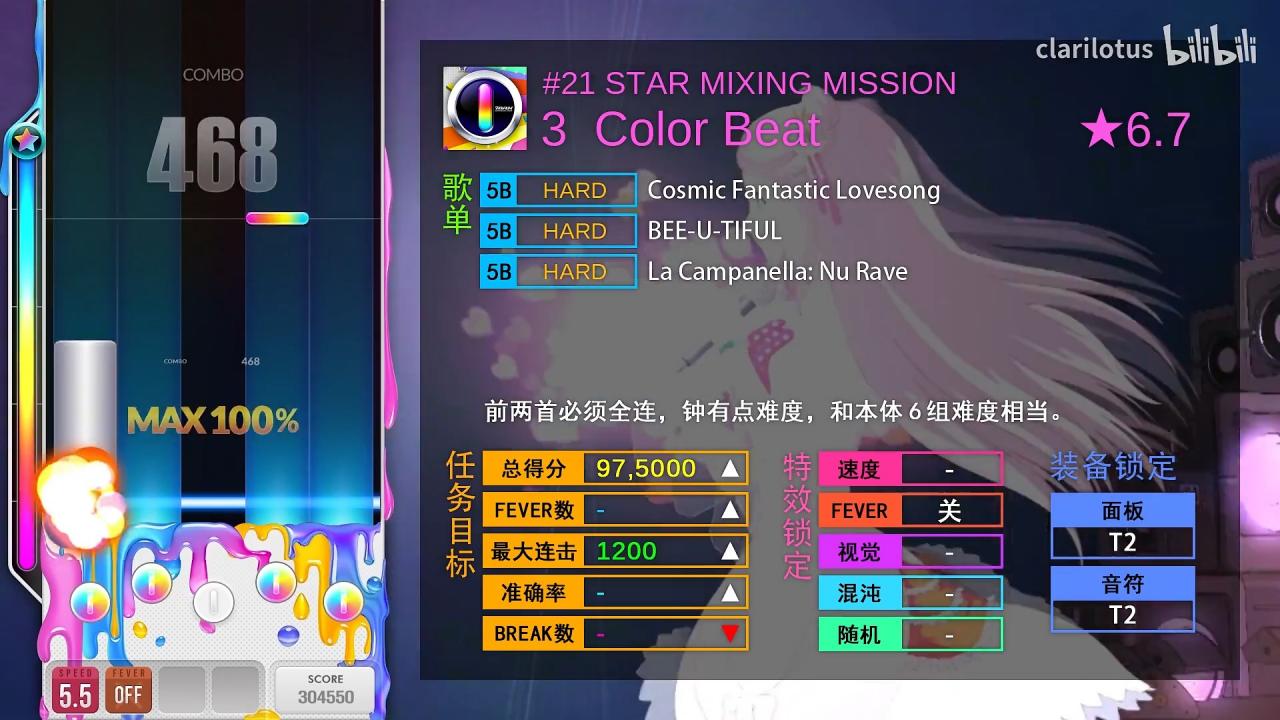 clarilotus bilibili
COMBO
468
COMBO 468
MAX 100%
SPEED
5.5
FEVER
OFF
SCORE
304550
#21 STAR MIXING MISSION
3 Color Beat
★6.7
歌单
5B HARD Cosmic Fantastic Lovesong
5B HARD BEE-U-TIFUL
5B HARD La Campanella: Nu Rave
前两首必须全连，钟有点难度，和本体 6 组难度相当。
任务目标
总得分 97,5000 ▲
FEVER数 - ▲
最大连击 1200 ▲
准确率 - ▲
BREAK数 - ▼
特效锁定
速度 -
FEVER 关
视觉 -
混沌 -
随机 -
装备锁定
面板
T2
音符
T2